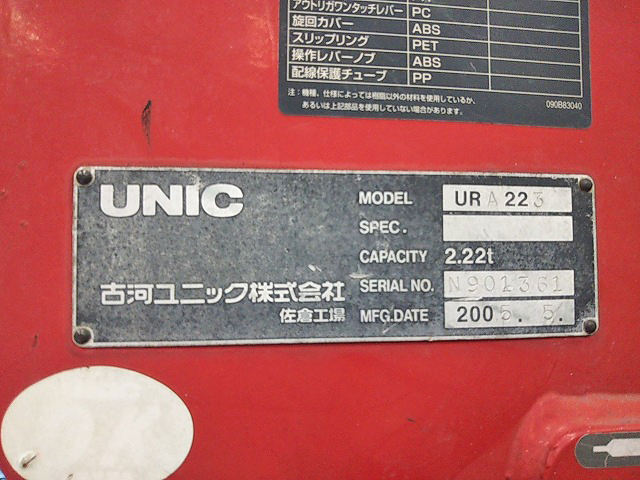 アウトリガワンタッチレバー PC
旋回カバー ABS
スリップリング PET
操作レバーノブ ABS
配線保護チューブ PP
注:機種、仕様によっては樹脂以外の材料を使用しているか、
あるいは上記部品を使用していない場合があります。
090B83040
UNIC
MODEL URA223
SPEC.
CAPACITY 2.22t
古河ユニック株式会社
SERIAL NO. N901361
佐倉工場
MFG.DATE 2005. 5.